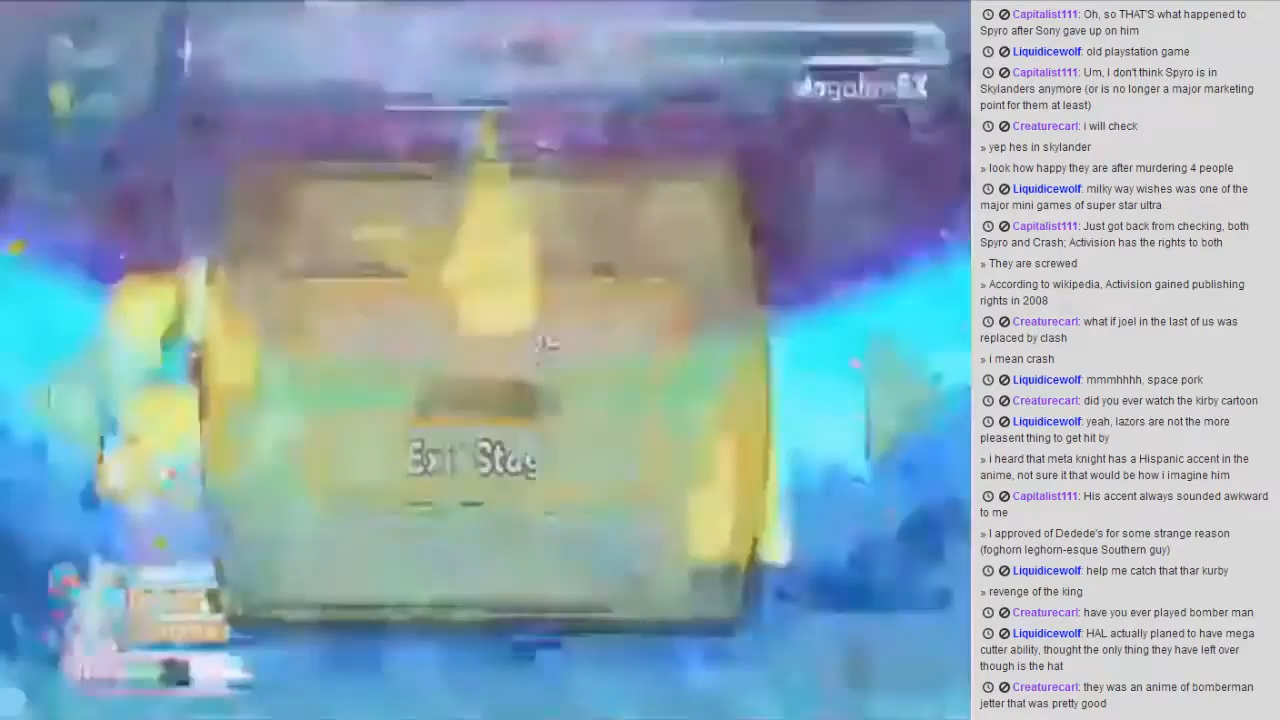 Capitalist111: Oh, so THAT'S what happened to
Spyro after Sony gave up on him
Liquidicewolf: old playstation game
Capitalist111: Um, I don't think Spyro is in
Skylanders anymore (or is no longer a major marketing
point for them at least)
Creaturecarl: i will check
» yep hes in skylander
» look how happy they are after murdering 4 people
Liquidicewolf: milky way wishes was one of the
major mini games of super star ultra
Capitalist111: Just got back from checking, both
Spyro and Crash; Activision has the rights to both
» They are screwed
» According to wikipedia, Activision gained publishing
rights in 2008
Creaturecarl: what if joel in the last of us was
replaced by clash
» i mean crash
Liquidicewolf: mmmhhhh, space pork
Creaturecarl: did you ever watch the kirby cartoon
Liquidicewolf: yeah, lazors are not the more
pleasent thing to get hit by
» i heard that meta knight has a Hispanic accent in the
anime, not sure it that would be how i imagine him
Capitalist111: His accent always sounded awkward
to me
» I approved of Dedede's for some strange reason
(foghorn leghorn-esque Southern guy)
Liquidicewolf: help me catch that thar kurby
» revenge of the king
Creaturecarl: have you ever played bomber man
Liquidicewolf: HAL actually planed to have mega
cutter ability, thought the only thing they have left over
though is the hat
Creaturecarl: they was an anime of bomberman
jetter that was pretty good